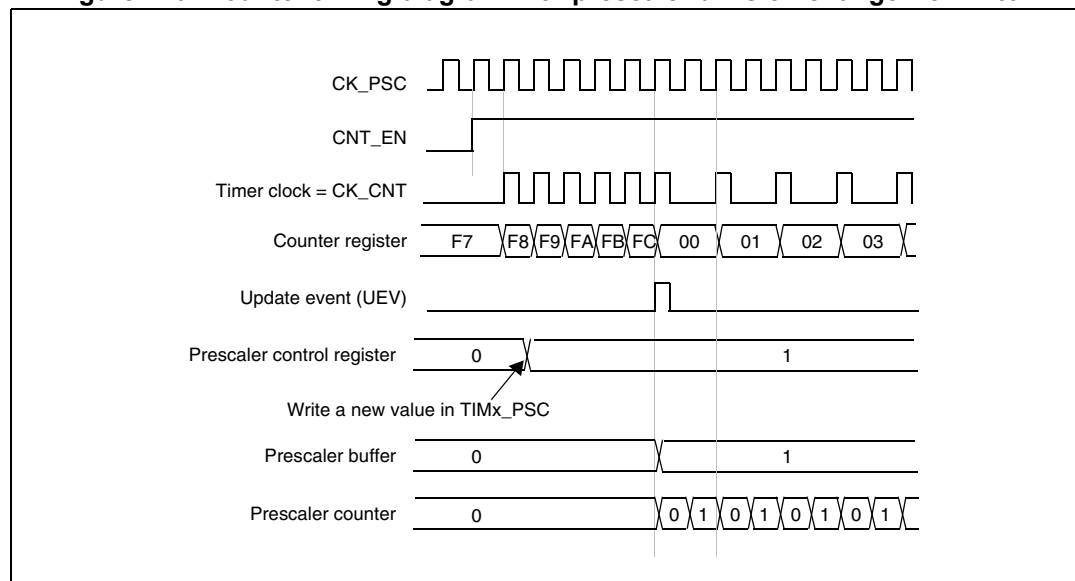 CK_PSC
CNT_EN
Timer clock = CK_CNT
Counter register F7 F8 F9 FA FB FC 00 01 02 03
Update event (UEV)
Prescaler control register 0 1
Write a new value in TIMx_PSC
Prescaler buffer 0 1
Prescaler counter 0 0 1 0 1 0 1 0 1